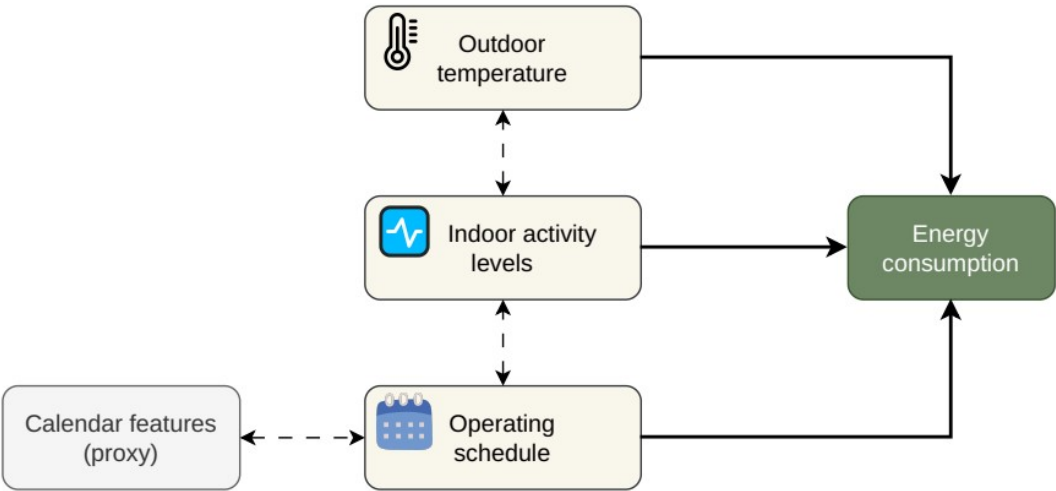 Outdoor
temperature
Indoor activity
levels
Energy
consumption
Calendar features
(proxy)
Operating
schedule